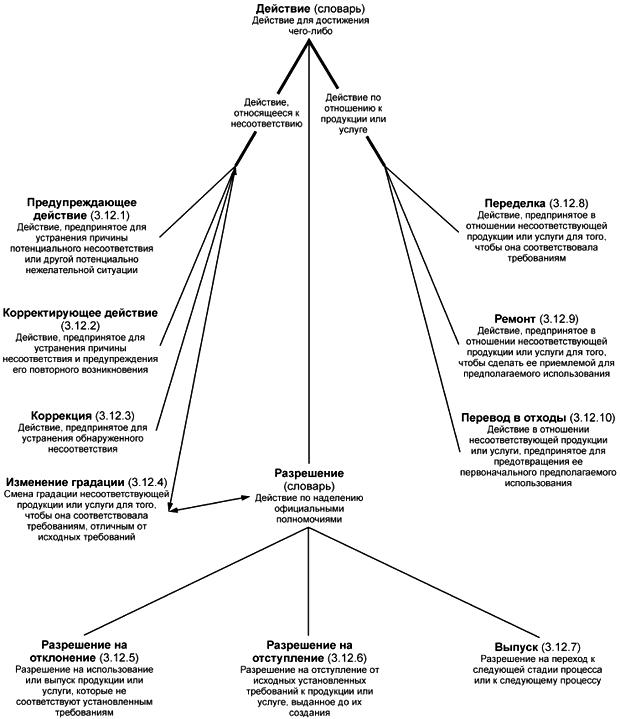 Действие (словарь)
Действие для достижения
чего-либо
Действие,
относящееся к
несоответствию
Действие по
отношению к
продукции или
услуге
Предупреждающее
действие (3.12.1)
Действие, предпринятое для
устранения причины
потенциального несоответствия
или другой потенциально
нежелательной ситуации
Переделка (3.12.8)
Действие, предпринятое в
отношении несоответствующей
продукции или услуги для того,
чтобы она соответствовала
требованиям
Корректирующее действие
(3.12.2)
Действие, предпринятое для
устранения причины
несоответствия и предупреждения
его повторного возникновения
Ремонт (3.12.9)
Действие, предпринятое в
отношении несоответствующей
продукции или услуги для того,
чтобы сделать ее приемлемой для
предполагаемого использования
Коррекция (3.12.3)
Действие, предпринятое для
устранения обнаруженного
несоответствия
Перевод в отходы (3.12.10)
Действие в отношении
несоответствующей продукции
или услуги, предпринятое для
предотвращения ее
первоначального предполагаемого
использования
Изменение градации (3.12.4)
Смена градации несоответствующей
продукции или услуги для того,
чтобы она соответствовала
требованиям, отличным от
исходных требований
Разрешение
(словарь)
Действие по наделению
официальными
полномочиями
Разрешение на
отклонение (3.12.5)
Разрешение на использование
или выпуск продукции или
услуги, которые не
соответствуют установленным
требованиям
Разрешение на
отступление (3.12.6)
Разрешение на отступление от
исходных установленных
требований к продукции или
услуге, выданное до их
создания
Выпуск (3.12.7)
Разрешение на переход к
следующей стадии процесса
или к следующему процессу